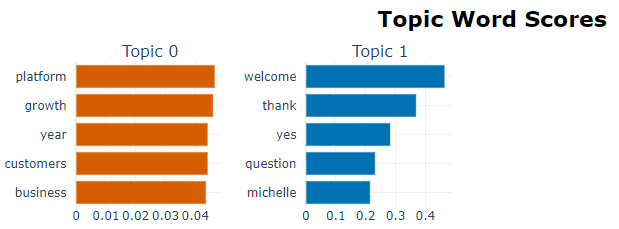 Topic Word Scores
Topic 0
platform
growth
year
customers
business
0 0.01 0.02 0.03 0.04
Topic 1
welcome
thank
yes
question
michelle
0 0.1 0.2 0.3 0.4